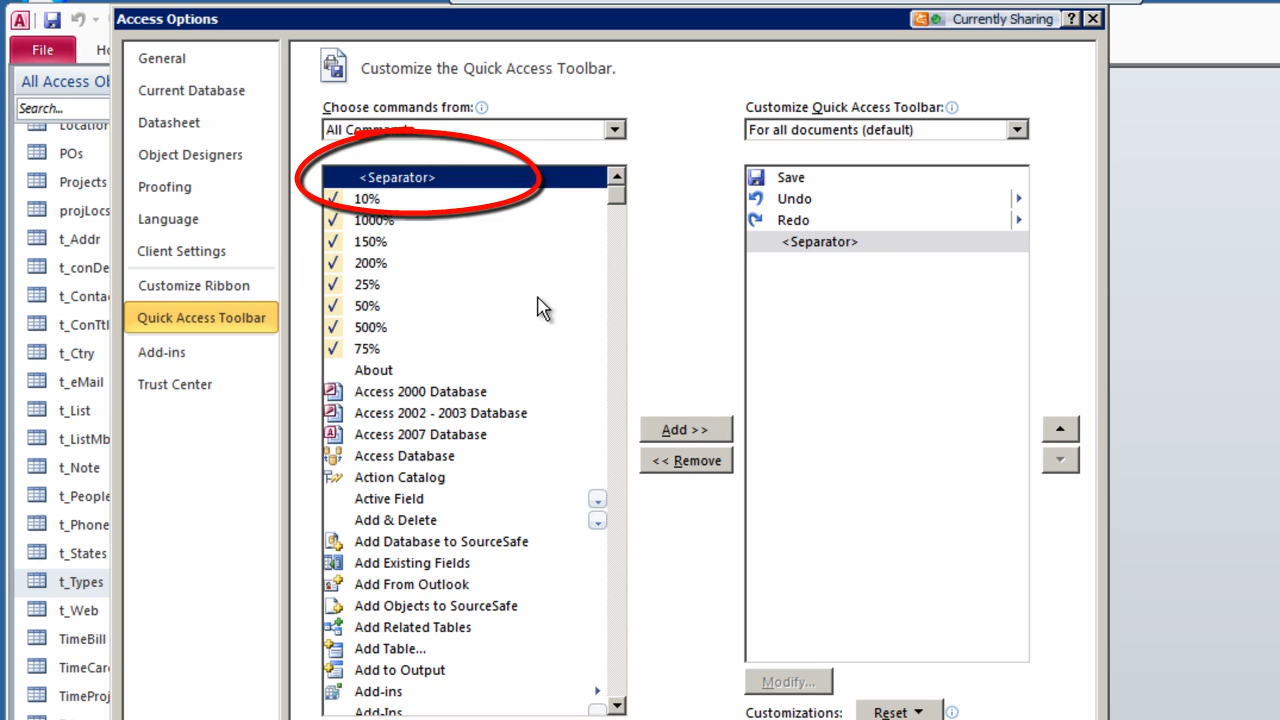 Access Options
Currently Sharing
?
File
All Access
Search...
Location
POs
Projects
projLocs
t_Addr
t_conDe
t_Conta
t_ConTtl
t_Ctry
t_eMail
t_List
t_ListMb
t_Note
t_People
t_Phone
t_States
t_Types
t_Web
TimeBill
TimeCar
TimeProj
General
Current Database
Datasheet
Object Designers
Proofing
Language
Client Settings
Customize Ribbon
Quick Access Toolbar
Add-ins
Trust Center
Customize the Quick Access Toolbar.
Choose commands from:
All Commands
<Separator>
10%
1000%
150%
200%
25%
50%
500%
75%
About
Access 2000 Database
Access 2002 - 2003 Database
Access 2007 Database
Access Database
Action Catalog
Active Field
Add & Delete
Add Database to SourceSafe
Add Existing Fields
Add From Outlook
Add Objects to SourceSafe
Add Related Tables
Add Table...
Add to Output
Add-ins
Add-Ins
Add >>
<< Remove
Customize Quick Access Toolbar:
For all documents (default)
Save
Undo
Redo
<Separator>
Modify...
Customizations:
Reset